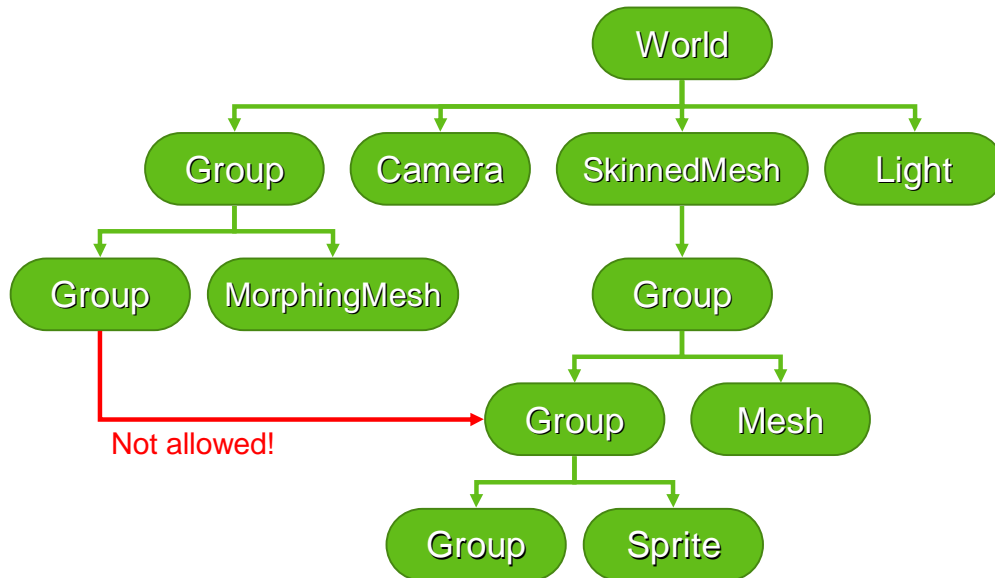 World
Group
Camera
SkinnedMesh
Light
Group
MorphingMesh
Group
Group
Mesh
Not allowed!
Group
Sprite